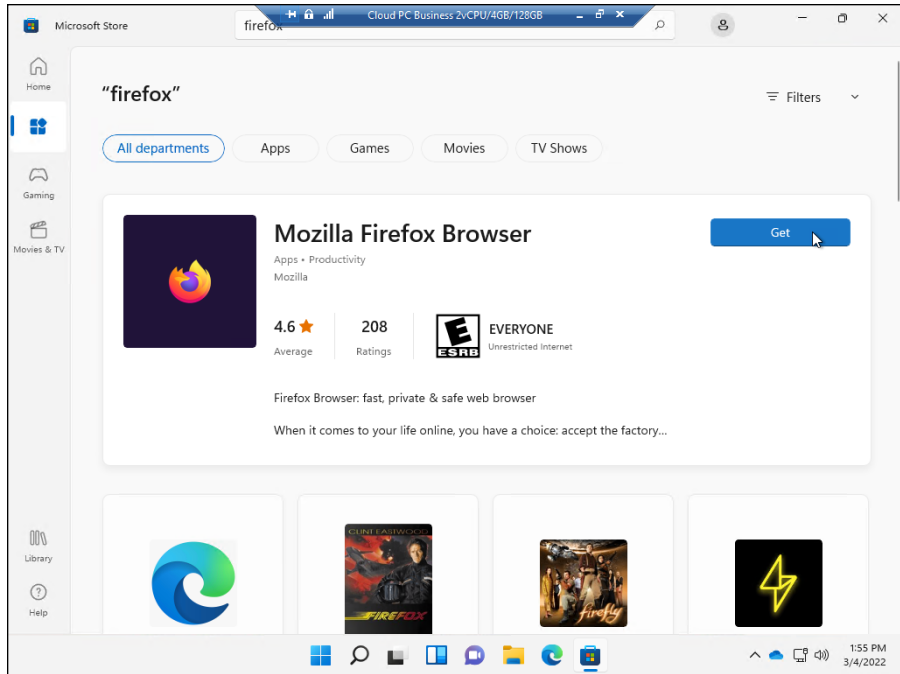 Microsoft Store
firefox
Cloud PC Business 2vCPU/4GB/128GB
Home
Gaming
Movies & TV
Library
Help
“firefox”
Filters
All departments
Apps
Games
Movies
TV Shows
Mozilla Firefox Browser
Get
Apps • Productivity
Mozilla
4.6
208
Average
Ratings
E
ESRB
EVERYONE
Unrestricted Internet
Firefox Browser: fast, private & safe web browser
When it comes to your life online, you have a choice: accept the factory...
CLINT EASTWOOD
FIREFOX
firefly
1:55 PM
3/4/2022